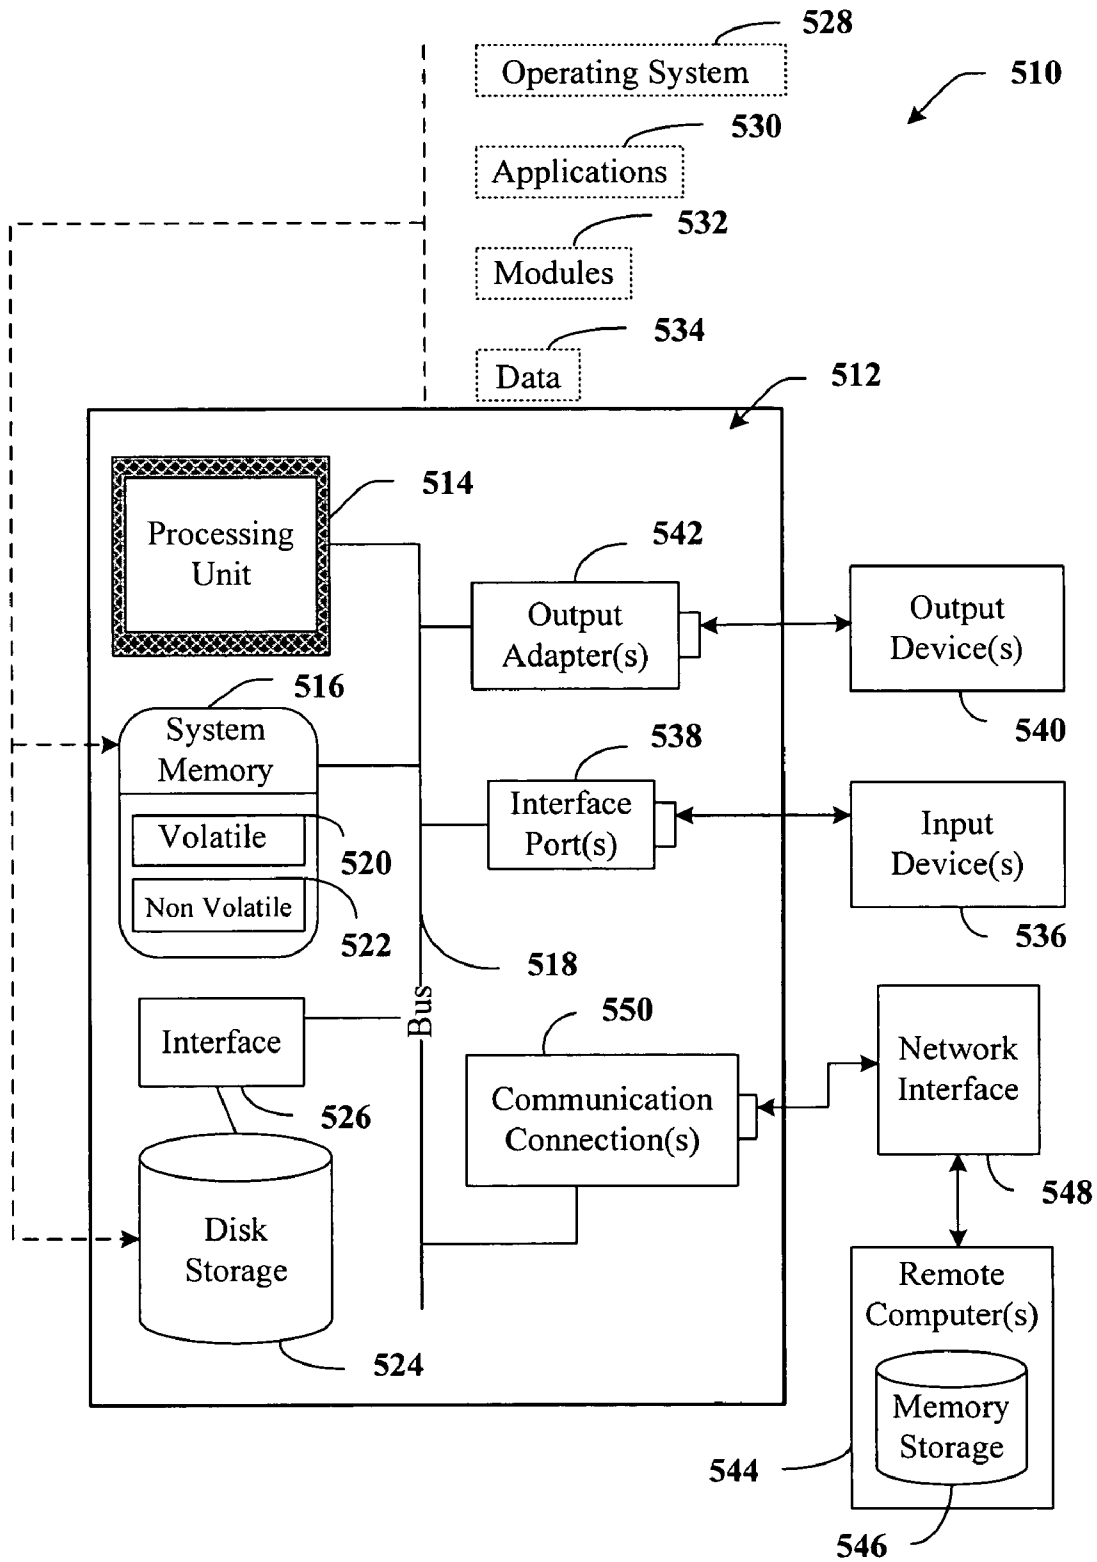 528
Operating System
510
530
Applications
532
Modules
534
Data
512
514
Processing
Unit
542
Output
Adapter(s)
Output
Device(s)
540
516
System
Memory
Volatile
520
Non Volatile
522
538
Interface
Port(s)
Input
Device(s)
536
518
Bus
Interface
526
550
Communication
Connection(s)
Network
Interface
548
Disk
Storage
524
Remote
Computer(s)
Memory
Storage
544
546